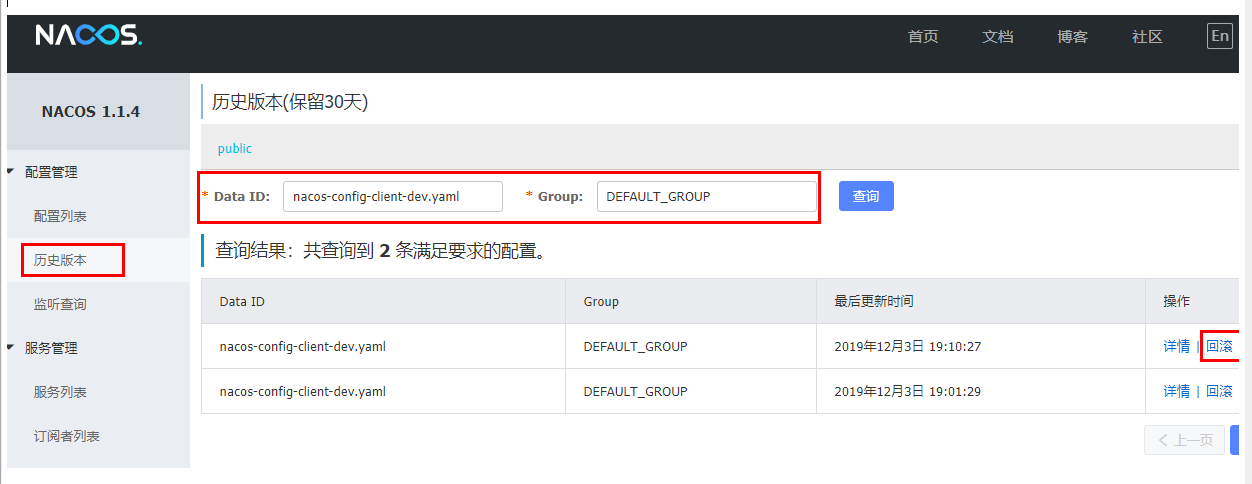 NACOS.
首页 文档 博客 社区 En
NACOS 1.1.4
配置管理
配置列表
历史版本
监听查询
服务管理
服务列表
订阅者列表
历史版本(保留30天)
public
* Data ID: nacos-config-client-dev.yaml * Group: DEFAULT_GROUP 查询
查询结果：共查询到 2 条满足要求的配置。
Data ID Group 最后更新时间 操作
nacos-config-client-dev.yaml DEFAULT_GROUP 2019年12月3日 19:10:27 详情 | 回滚
nacos-config-client-dev.yaml DEFAULT_GROUP 2019年12月3日 19:01:29 详情 | 回滚
上一页